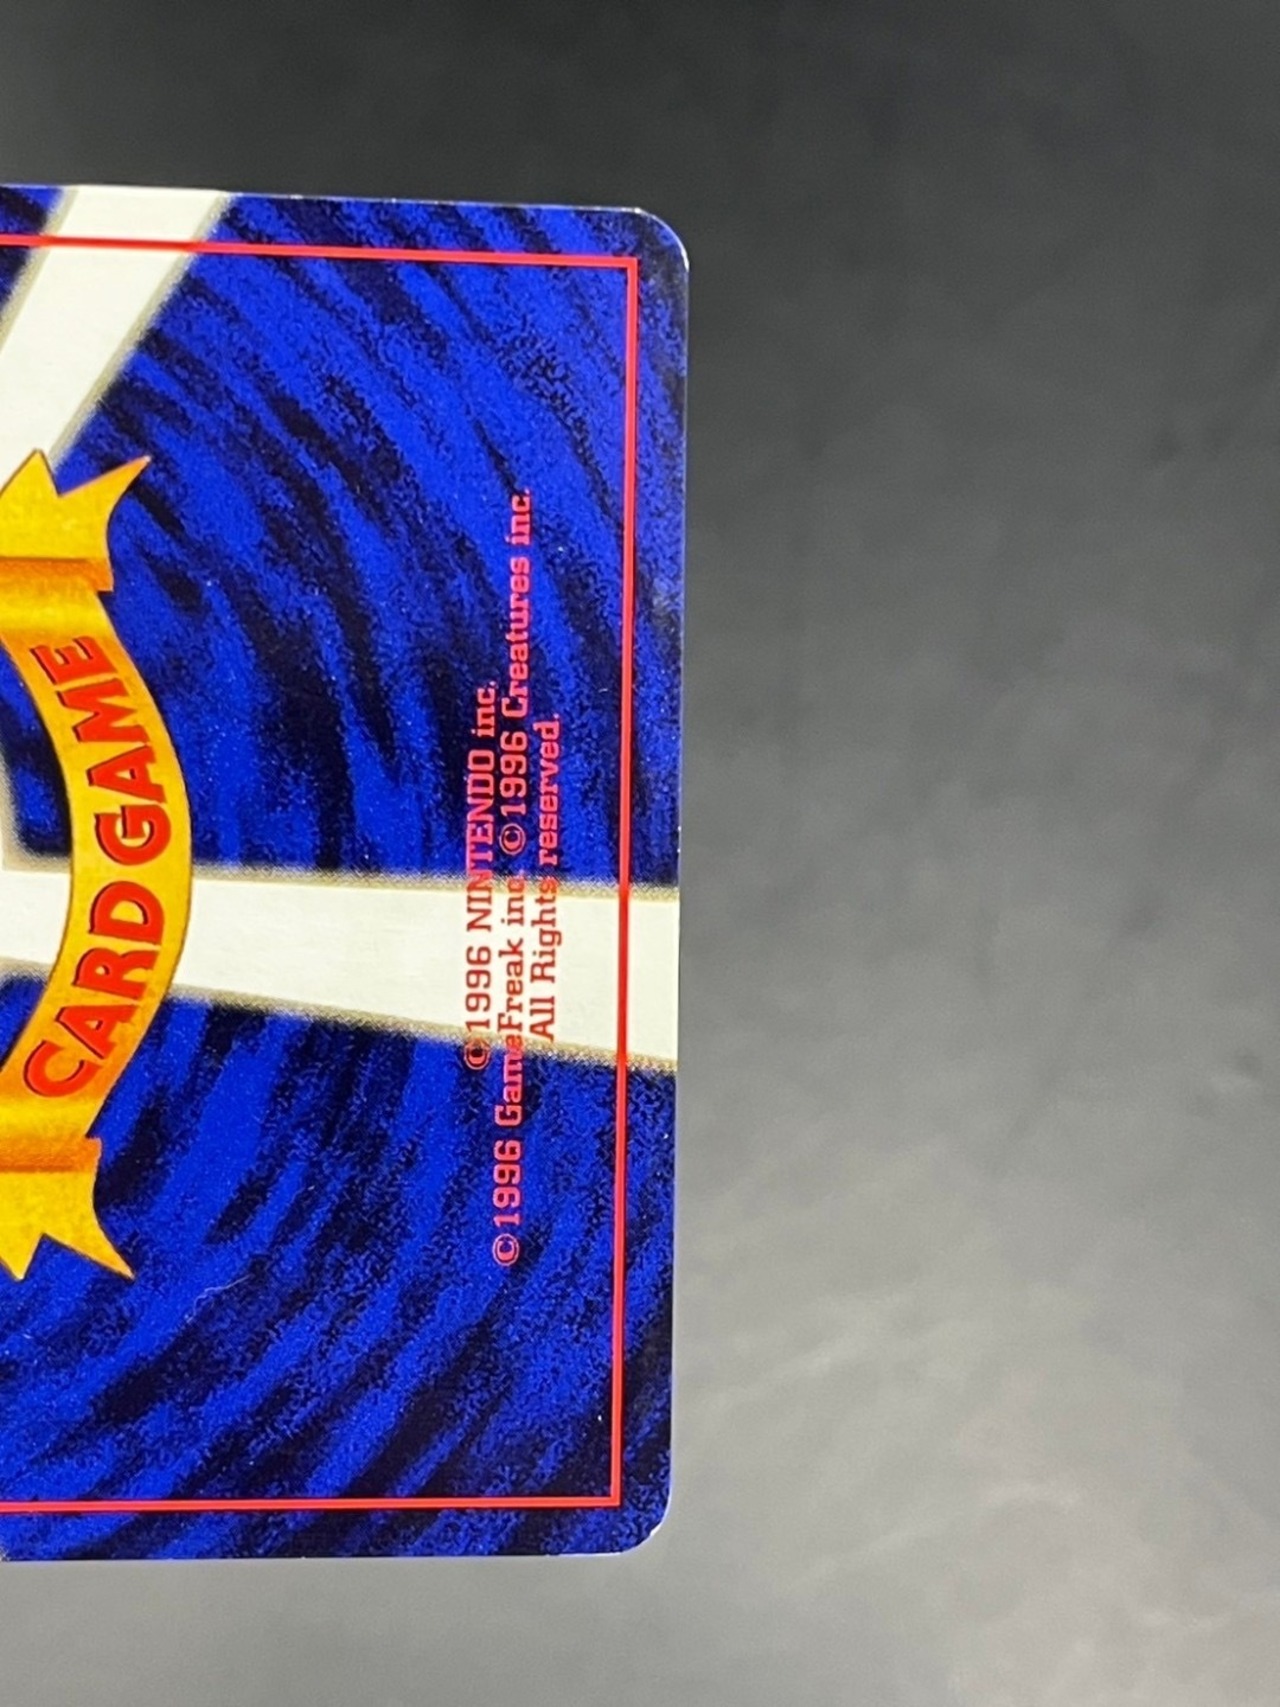 CARD GAME
©1996 NINTENDO inc.
©1996 GameFreak inc. ©1996 Creatures inc.
All Rights reserved.